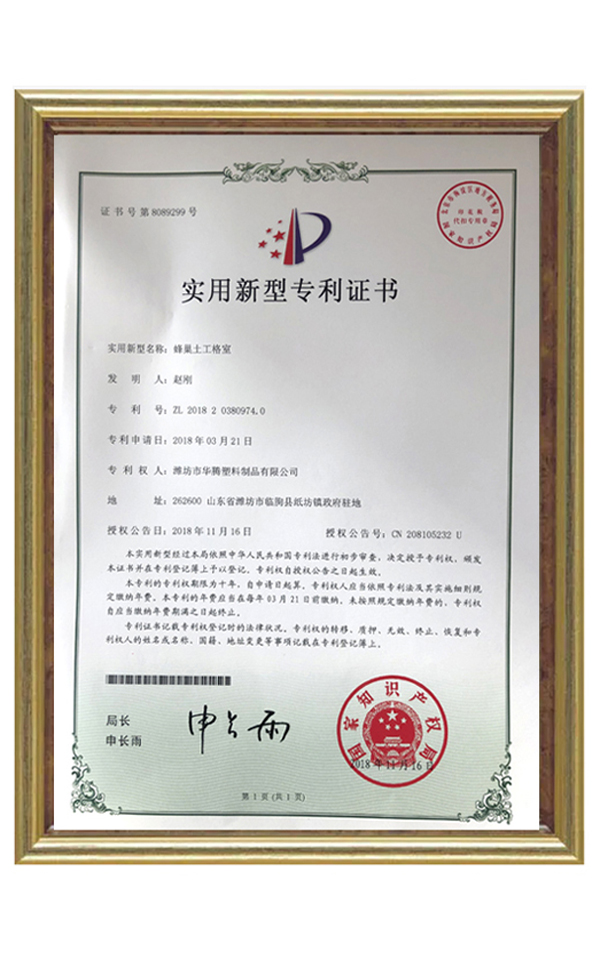 证书号第8089299号
实用新型专利证书
实用新型名称：蜂巢土工格室
发明人：赵刚
专利号：ZL 2018 2 0380974.0
专利申请日：2018年03月21日
专利权人：潍坊市华腾塑料制品有限公司
地址：262600 山东省潍坊市临朐县纸坊镇政府驻地
授权公告日：2018年11月16日 授权公告号：CN 208105232 U
本实用新型经过本局依照中华人民共和国专利法进行初步审查，决定授予专利权，颁发
本证书并在专利登记簿上予以登记。专利权自授权公告之日起生效。
本专利的专利权期限为十年，自申请日起算。专利权人应当依照专利法及其实施细则规
定缴纳年费。本专利的年费应当在每年03月21日前缴纳。未按照规定缴纳年费的，专利权
自应当缴纳年费期满之日起终止。
专利证书记载专利权登记时的法律状况。专利权的转移、质押、无效、终止、恢复和专
利权人的姓名或名称、国籍、地址变更等事项记载在专利登记簿上。
局长
申长雨
申长雨
国家知识产权局
2018年11月16日
第1页(共1页)